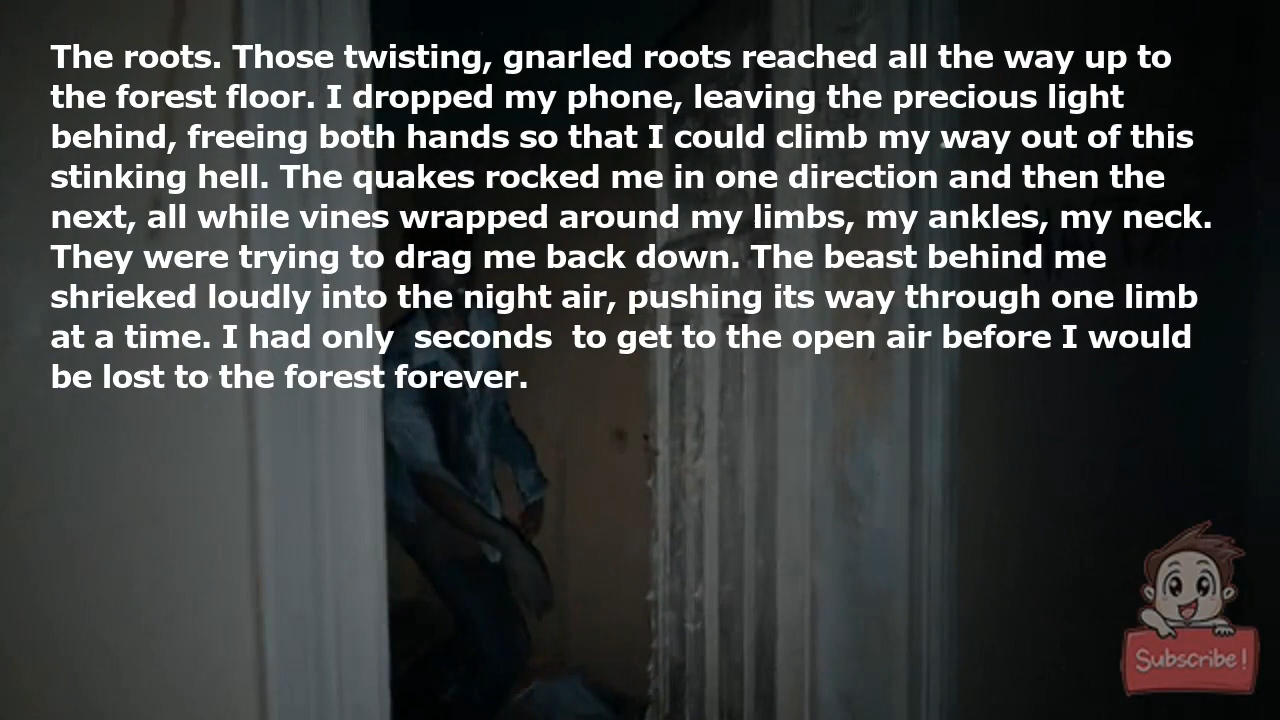 The roots. Those twisting, gnarled roots reached all the way up to
the forest floor. I dropped my phone, leaving the precious light
behind, freeing both hands so that I could climb my way out of this
stinking hell. The quakes rocked me in one direction and then the
next, all while vines wrapped around my limbs, my ankles, my neck.
They were trying to drag me back down. The beast behind me
shrieked loudly into the night air, pushing its way through one limb
at a time. I had only  seconds  to get to the open air before I would
be lost to the forest forever.
Subscribe!